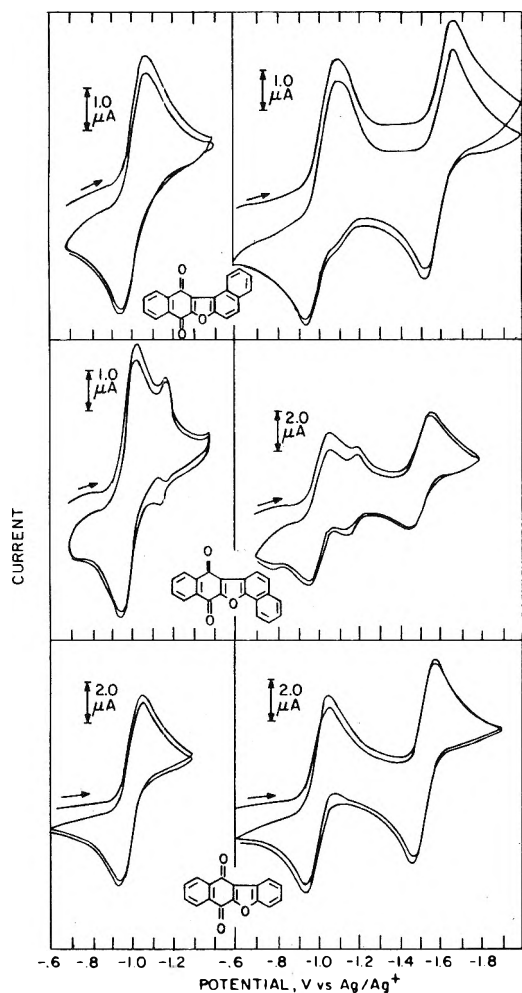 1.0
μA
1.0
μA
O
O
O
1.0
μA
2.0
μA
O
O
O
CURRENT
2.0
μA
2.0
μA
O
O
O
-.6 -.8 -1.0 -1.2 -.6 -.8 -1.0 -1.2 -1.4 -1.6 -1.8
POTENTIAL, V vs Ag/Ag+